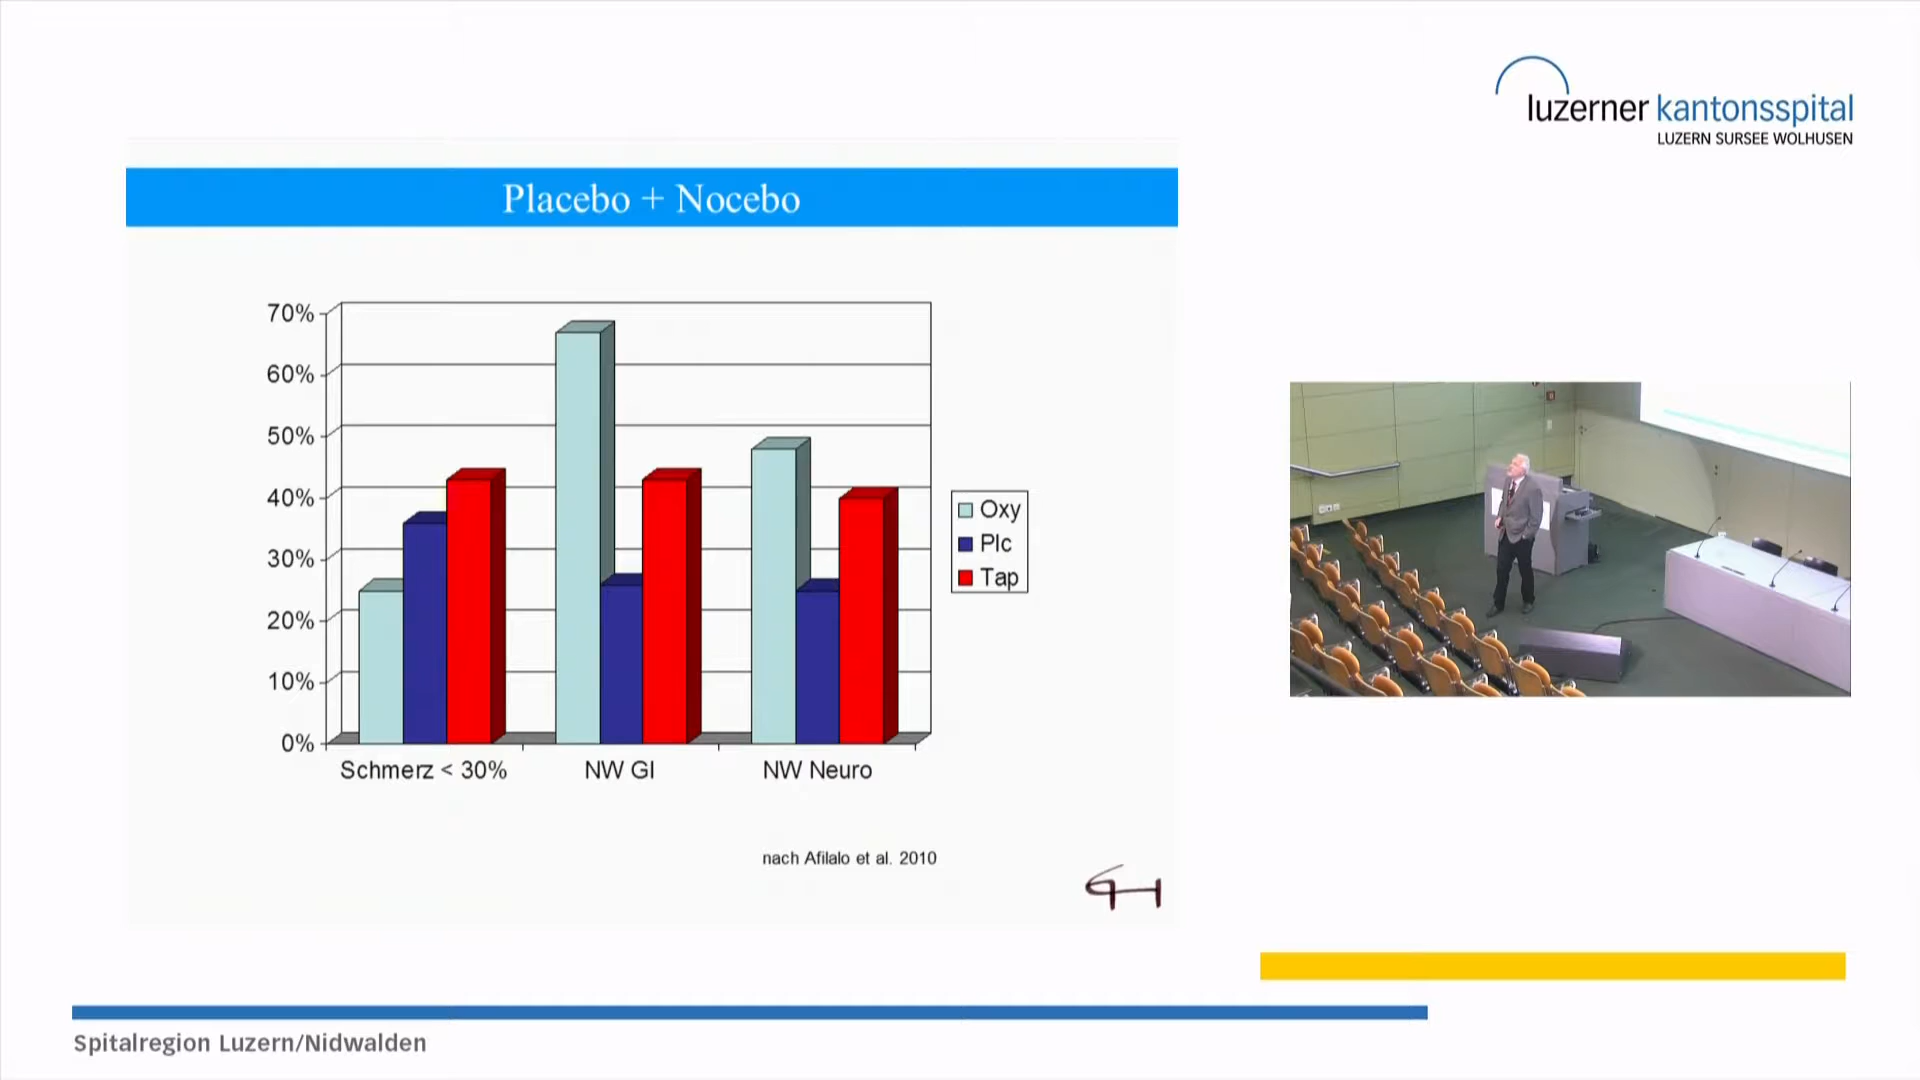 luzerner kantonsspital
LUZERN SURSEE WOLHUSEN
Placebo + Nocebo
70%
60%
50%
40%
30%
20%
10%
0%
Schmerz < 30%
NW GI
NW Neuro
Oxy
Plc
Tap
nach Afilalo et al. 2010
Spitalregion Luzern/Nidwalden